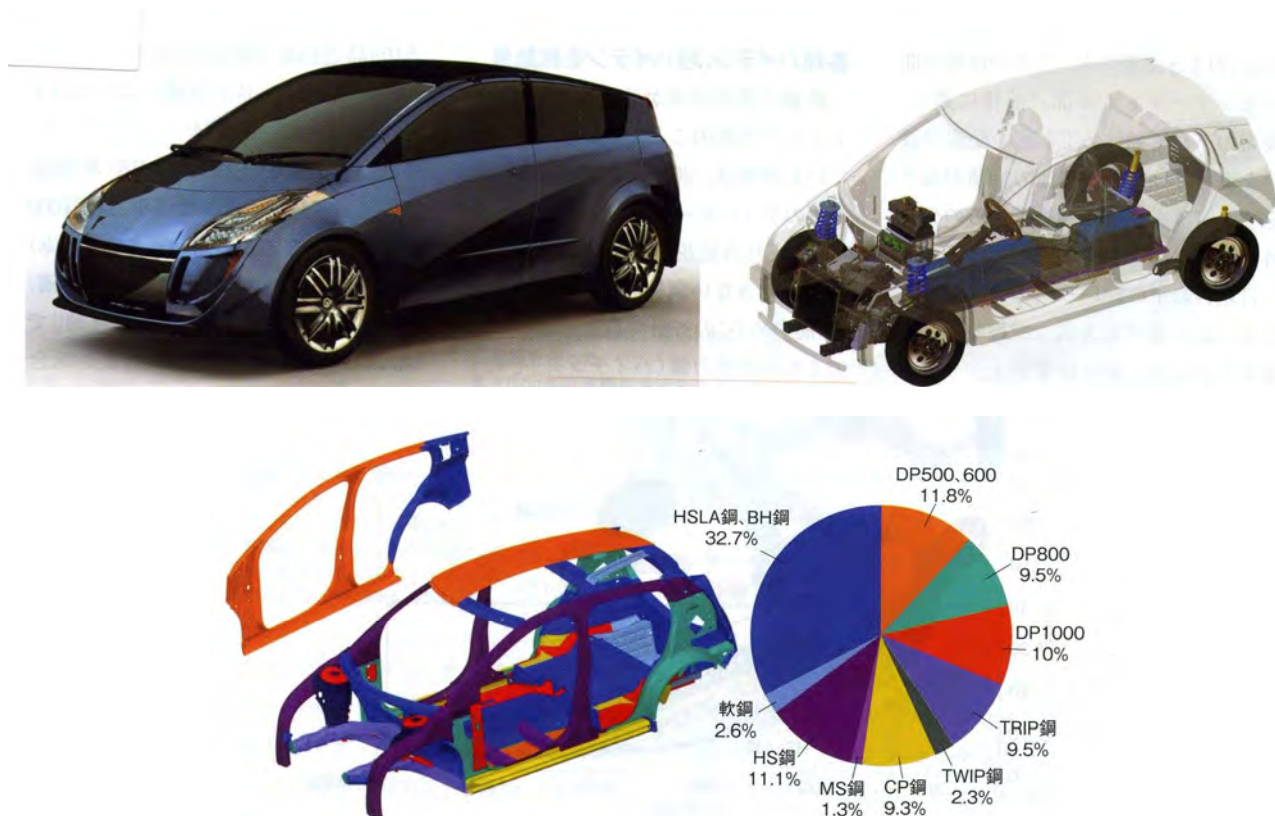 DP500、600
11.8%
HSLA鋼、BH鋼
32.7%
DP800
9.5%
DP1000
10%
軟鋼
2.6%
TRIP鋼
9.5%
HS鋼
11.1%
TWIP鋼
2.3%
MS鋼
1.3%
CP鋼
9.3%